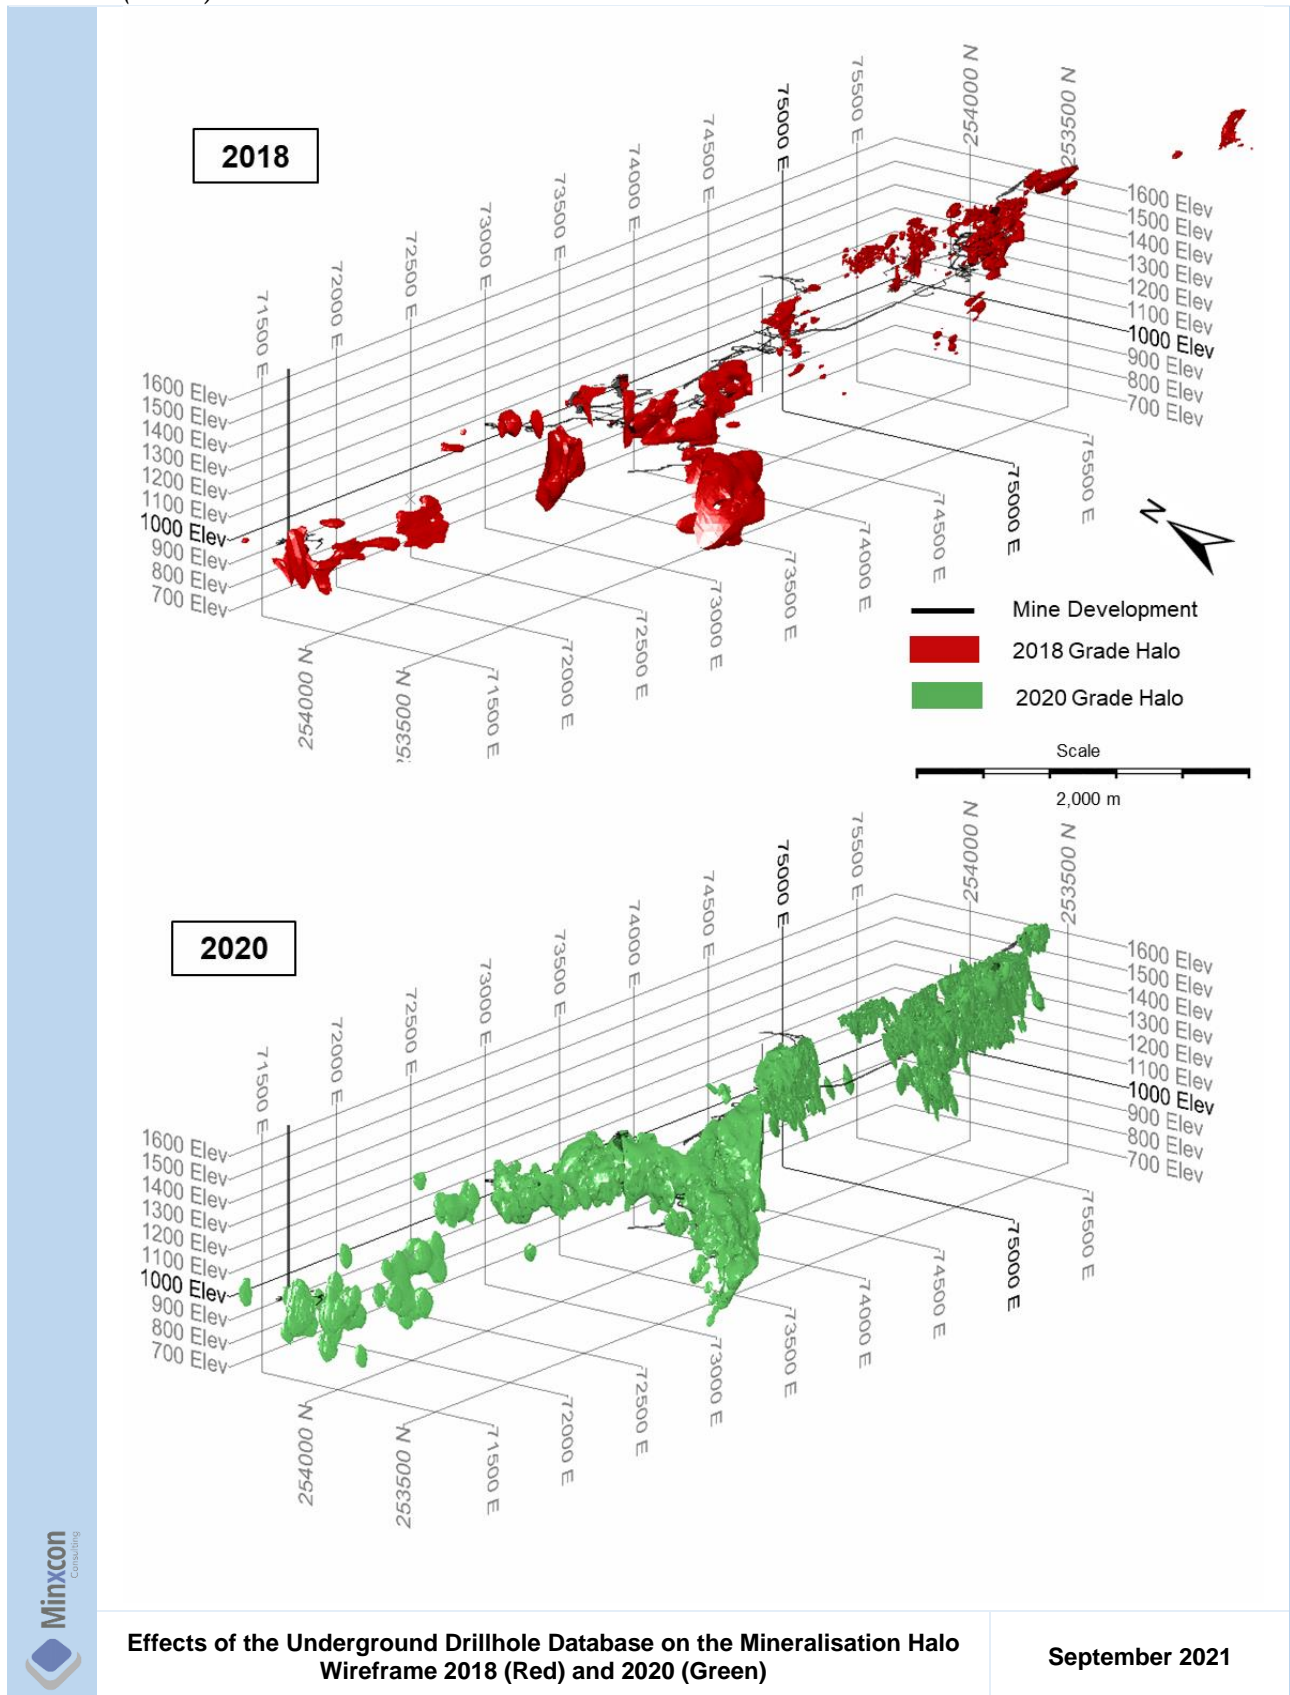 2018
71500 E
72000 E
72500 E
73000 E
73500 E
74000 E
74500 E
75000 E
75500 E
254000 N
253500 N
1600 Elev
1500 Elev
1400 Elev
1300 Elev
1200 Elev
1100 Elev
1000 Elev
900 Elev
800 Elev
700 Elev
1600 Elev
1500 Elev
1400 Elev
1300 Elev
1200 Elev
1100 Elev
1000 Elev
900 Elev
800 Elev
700 Elev
254000 N
253500 N
71500 E
72000 E
72500 E
73000 E
73500 E
74000 E
74500 E
75000 E
75500 E
N
Mine Development
2018 Grade Halo
2020 Grade Halo
Scale
2,000 m
2020
71500 E
72000 E
72500 E
73000 E
73500 E
74000 E
74500 E
75000 E
75500 E
254000 N
253500 N
1600 Elev
1500 Elev
1400 Elev
1300 Elev
1200 Elev
1100 Elev
1000 Elev
900 Elev
800 Elev
700 Elev
1600 Elev
1500 Elev
1400 Elev
1300 Elev
1200 Elev
1100 Elev
1000 Elev
900 Elev
800 Elev
700 Elev
254000 N
253500 N
71500 E
72000 E
72500 E
73000 E
73500 E
74000 E
74500 E
75000 E
75500 E
Minxcon
Consulting
Effects of the Underground Drillhole Database on the Mineralisation Halo
Wireframe 2018 (Red) and 2020 (Green)
September 2021